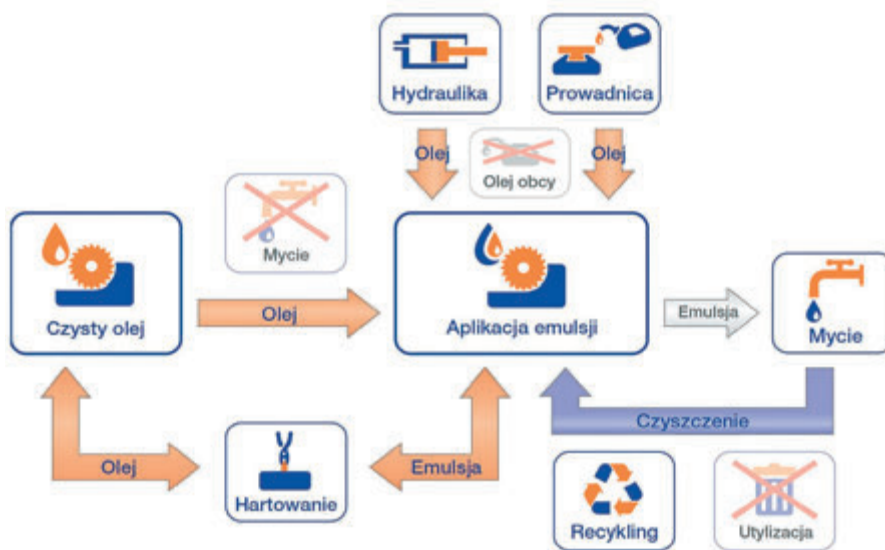 Hydraulika
Prowadnica
Olej
Olej obcy
Olej
Mycie
Czysty olej
Olej
Aplikacja emulsji
Emulsja
Mycie
Czyszczenie
Olej
Hartowanie
Emulsja
Recykling
Utylizacja